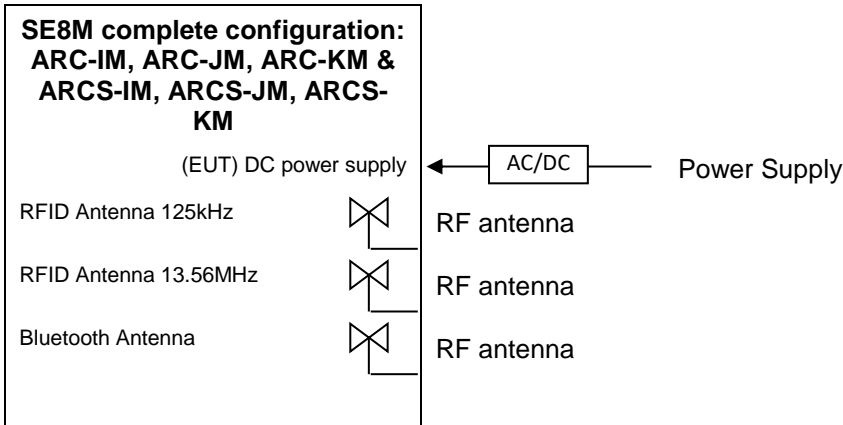 SE8M complete configuration:
ARC-IM, ARC-JM, ARC-KM &
ARCS-IM, ARCS-JM, ARCS-
KM
(EUT) DC power supply
AC/DC
Power Supply
RFID Antenna 125kHz
RF antenna
RFID Antenna 13.56MHz
RF antenna
Bluetooth Antenna
RF antenna